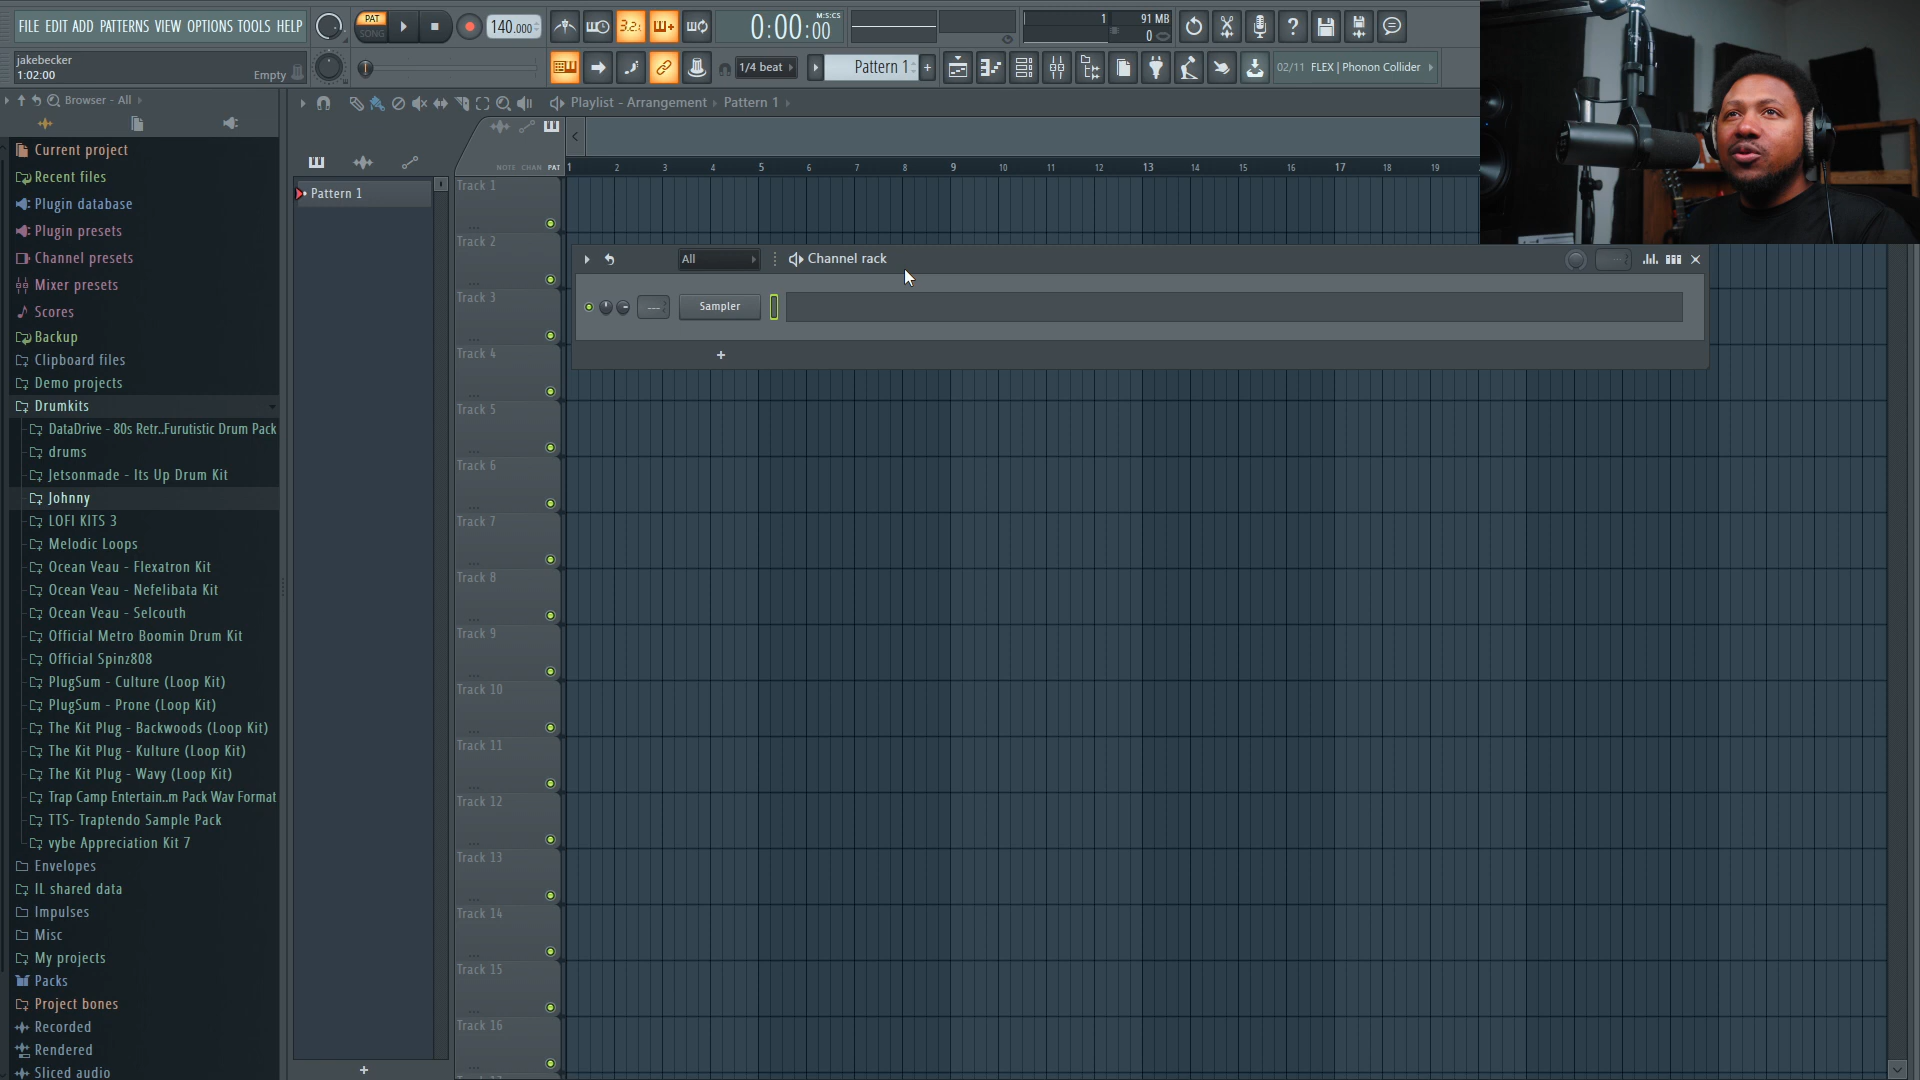 FILE EDIT ADD PATTERNS VIEW OPTIONS TOOLS HELP
PAT
SONG
140.000
3.2.
0:00:00
M:S:CS
1
91 MB
0
jakebecker
1:02:00
Empty
1/4 beat
Pattern 1
+
02/11 FLEX | Phonon Collider
Browser - All
Playlist - Arrangement › Pattern 1
Current project
Recent files
Plugin database
Plugin presets
Channel presets
Mixer presets
Scores
Backup
Clipboard files
Demo projects
Drumkits
DataDrive - 80s Retr..Furutistic Drum Pack
drums
Jetsonmade - Its Up Drum Kit
Johnny
LOFI KITS 3
Melodic Loops
Ocean Veau - Flexatron Kit
Ocean Veau - Nefelibata Kit
Ocean Veau - Selcouth
Official Metro Boomin Drum Kit
Official Spinz808
PlugSum - Culture (Loop Kit)
PlugSum - Prone (Loop Kit)
The Kit Plug - Backwoods (Loop Kit)
The Kit Plug - Kulture (Loop Kit)
The Kit Plug - Wavy (Loop Kit)
Trap Camp Entertain..m Pack Wav Format
TTS- Traptendo Sample Pack
vybe Appreciation Kit 7
Envelopes
IL shared data
Impulses
Misc
My projects
Packs
Project bones
Recorded
Rendered
Sliced audio
Pattern 1
+
NOTE CHAN PAT
1 2 3 4 5 6 7 8 9 10 11 12 13 14 15 16 17 18 19
Track 1
Track 2
Track 3
Track 4
Track 5
Track 6
Track 7
Track 8
Track 9
Track 10
Track 11
Track 12
Track 13
Track 14
Track 15
Track 16
All
Channel rack
Sampler
+